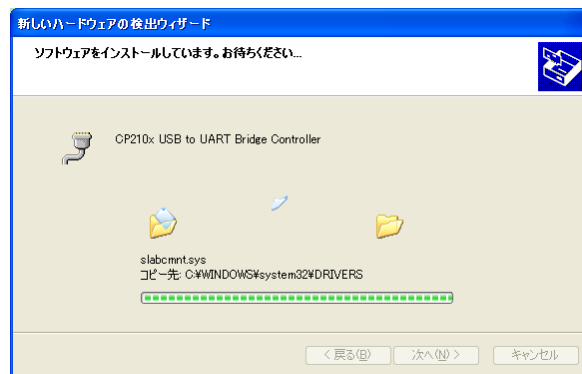 新しいハードウェアの検出ウィザード
ソフトウェアをインストールしています。お待ちください...
CP210x USB to UART Bridge Controller
slabcmnt.sys
コピー先: C:¥WINDOWS¥system32¥DRIVERS
< 戻る(B) 次へ(N) > キャンセル